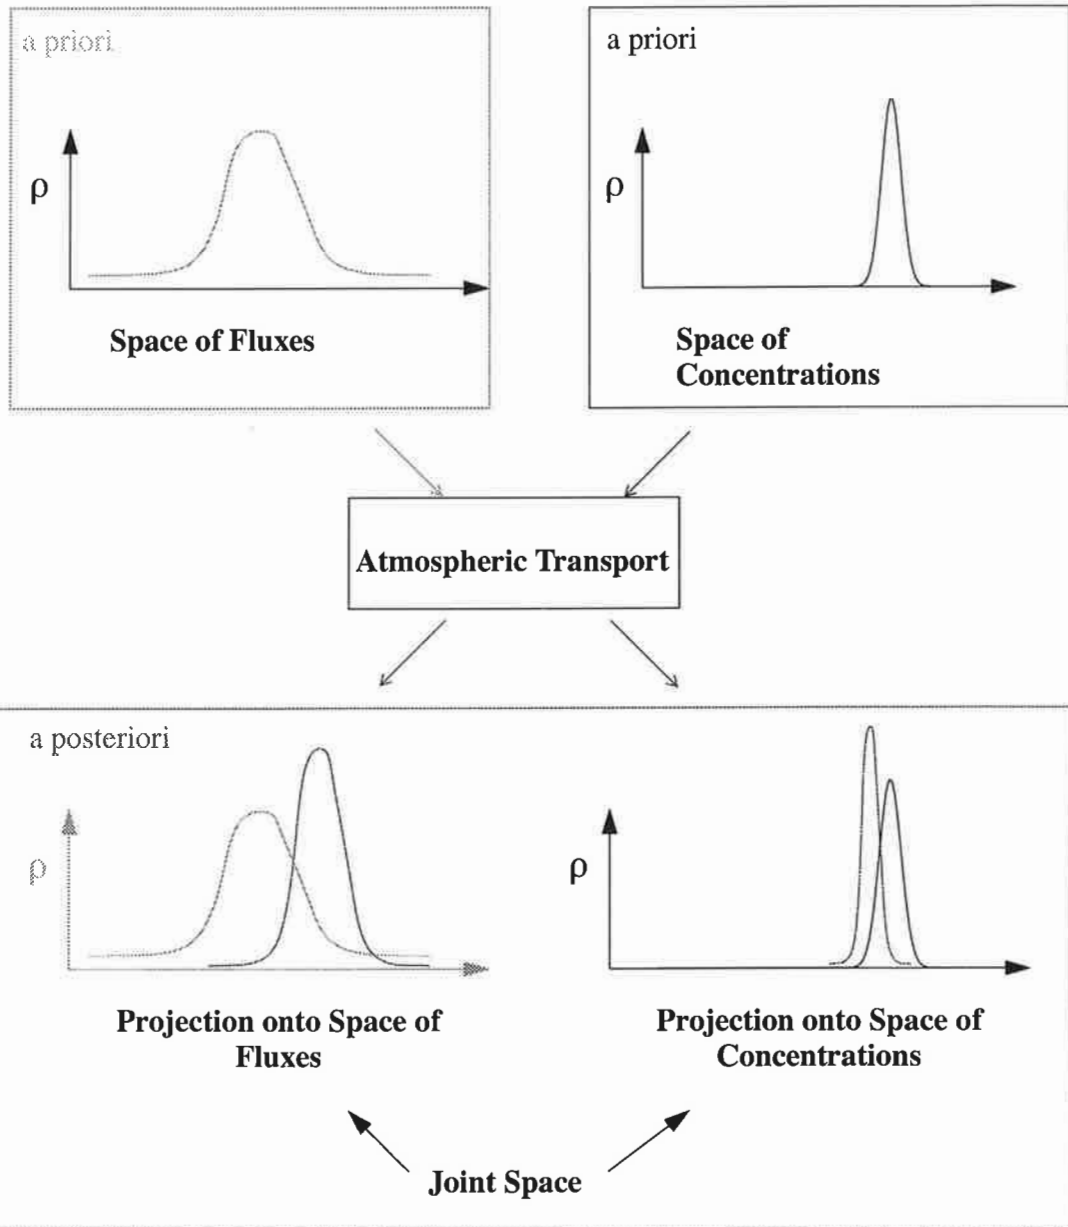 a priori
ρ
Space of Fluxes
a priori
ρ
Space of
Concentrations
Atmospheric Transport
a posteriori
ρ
Projection onto Space of
Fluxes
ρ
Projection onto Space of
Concentrations
Joint Space